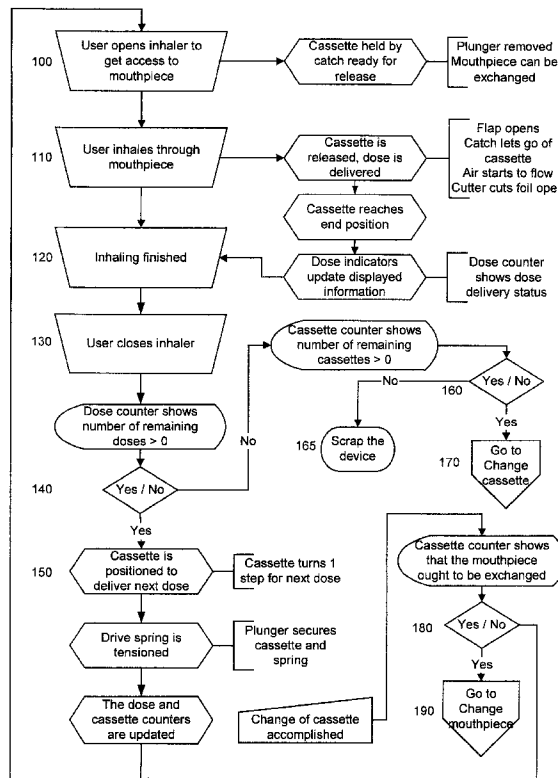 100
User opens inhaler to
get access to
mouthpiece
Cassette held by
catch ready for
release
Plunger removed
Mouthpiece can be
exchanged
110
User inhales through
mouthpiece
Cassette is
released, dose is
delivered
Flap opens
Catch lets go of
cassette
Air starts to flow
Cutter cuts foil ope
Cassette reaches
end position
120
Inhaling finished
Dose indicators
update displayed
information
Dose counter
shows dose
delivery status
130
User closes inhaler
Cassette counter shows
number of remaining
cassettes > 0
Dose counter shows
number of remaining
doses > 0
No
No
160
Yes / No
165
Scrap the
device
Yes
170
Go to
Change
cassette
140
Yes / No
Yes
150
Cassette is
positioned to
deliver next dose
Cassette turns 1
step for next dose
Cassette counter shows
that the mouthpiece
ought to be exchanged
Drive spring is
tensioned
Plunger secures
cassette and
spring
180
Yes / No
Yes
The dose and
cassette counters
are updated
Change of cassette
accomplished
190
Go to
Change
mouthpiece